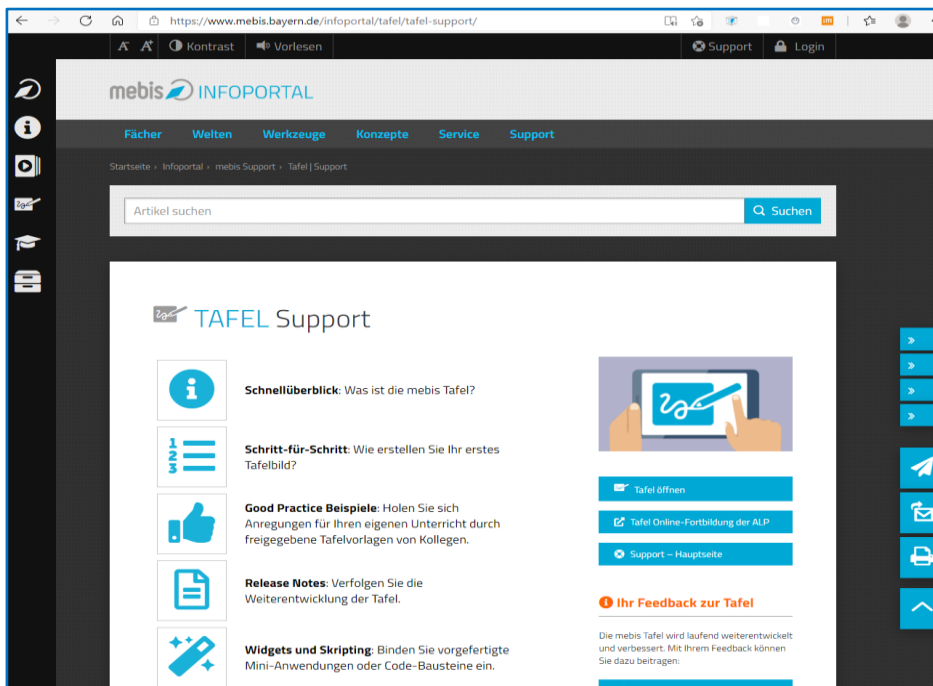 https://www.mebis.bayern.de/infoportal/tafel/tafel-support/
A- A+ Kontrast Vorlesen Support Login
mebis INFOPORTAL
Fächer Welten Werkzeuge Konzepte Service Support
Startseite › Infoportal › mebis Support › Tafel | Support
Artikel suchen Suchen
TAFEL Support
Schnellüberblick: Was ist die mebis Tafel?
1
2
3
Schritt-für-Schritt: Wie erstellen Sie Ihr erstes
Tafelbild?
Good Practice Beispiele: Holen Sie sich
Anregungen für Ihren eigenen Unterricht durch
freigegebene Tafelvorlagen von Kollegen.
Release Notes: Verfolgen Sie die
Weiterentwicklung der Tafel.
Widgets und Skripting: Binden Sie vorgefertigte
Mini-Anwendungen oder Code-Bausteine ein.
Tafel öffnen
Tafel Online-Fortbildung der ALP
Support – Hauptseite
Ihr Feedback zur Tafel
Die mebis Tafel wird laufend weiterentwickelt
und verbessert. Mit Ihrem Feedback können
Sie dazu beitragen: